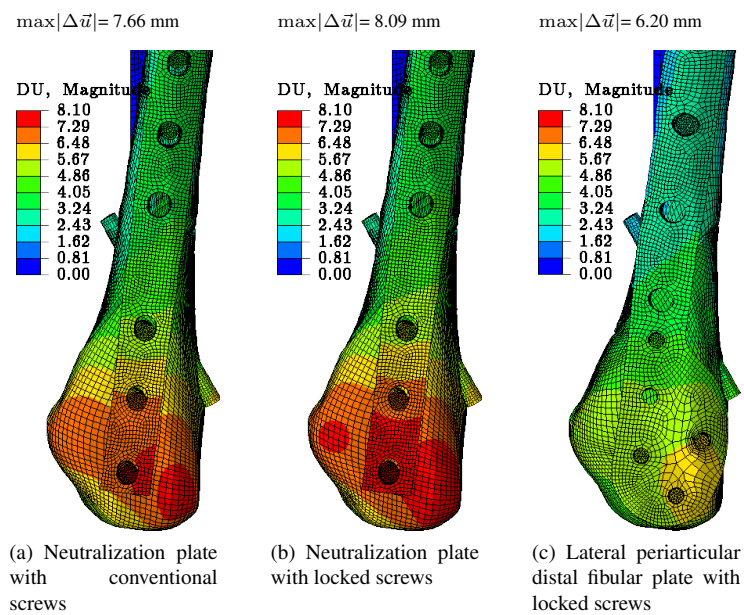 max|Δu⃗|= 7.66 mm
DU, Magnitude
8.10
7.29
6.48
5.67
4.86
4.05
3.24
2.43
1.62
0.81
0.00
(a) Neutralization plate
with conventional
screws
max|Δu⃗|= 8.09 mm
DU, Magnitude
8.10
7.29
6.48
5.67
4.86
4.05
3.24
2.43
1.62
0.81
0.00
(b) Neutralization plate
with locked screws
max|Δu⃗|= 6.20 mm
DU, Magnitude
8.10
7.29
6.48
5.67
4.86
4.05
3.24
2.43
1.62
0.81
0.00
(c) Lateral periarticular
distal fibular plate with
locked screws